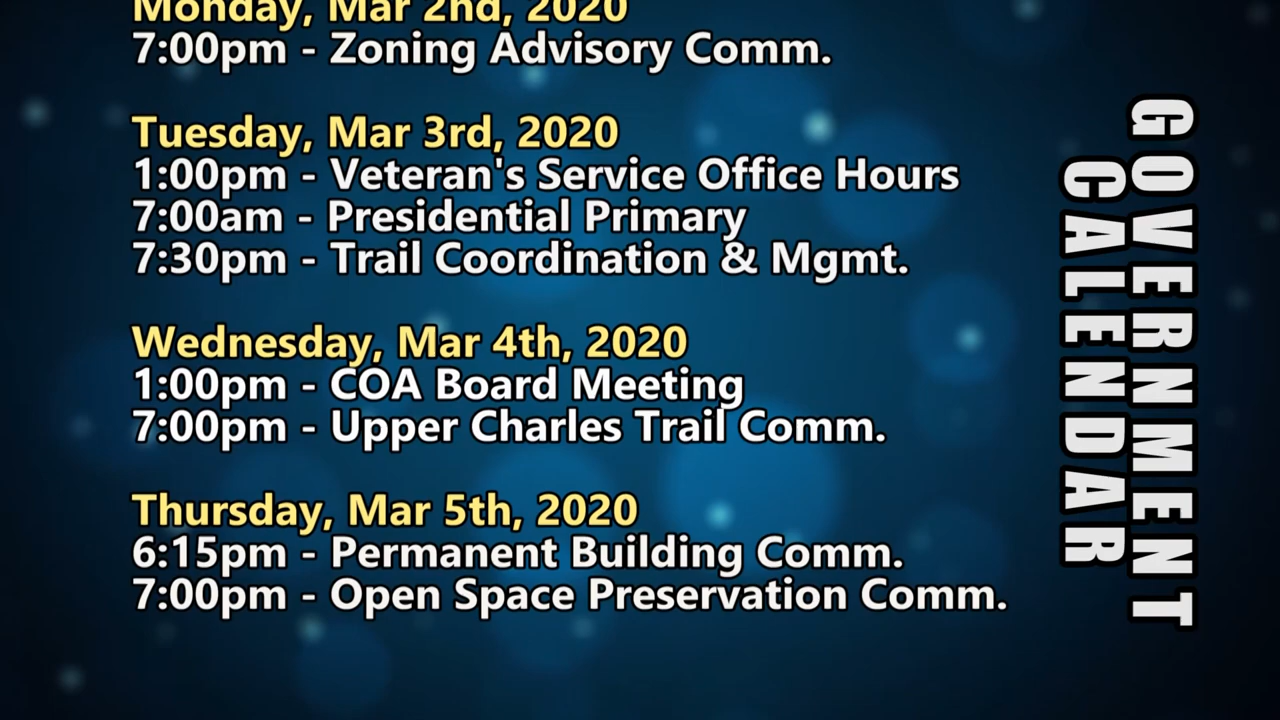 Monday, Mar 2nd, 2020
7:00pm - Zoning Advisory Comm.
Tuesday, Mar 3rd, 2020
1:00pm - Veteran's Service Office Hours
7:00am - Presidential Primary
7:30pm - Trail Coordination & Mgmt.
Wednesday, Mar 4th, 2020
1:00pm - COA Board Meeting
7:00pm - Upper Charles Trail Comm.
Thursday, Mar 5th, 2020
6:15pm - Permanent Building Comm.
7:00pm - Open Space Preservation Comm.
GOVERNMENT
CALENDAR